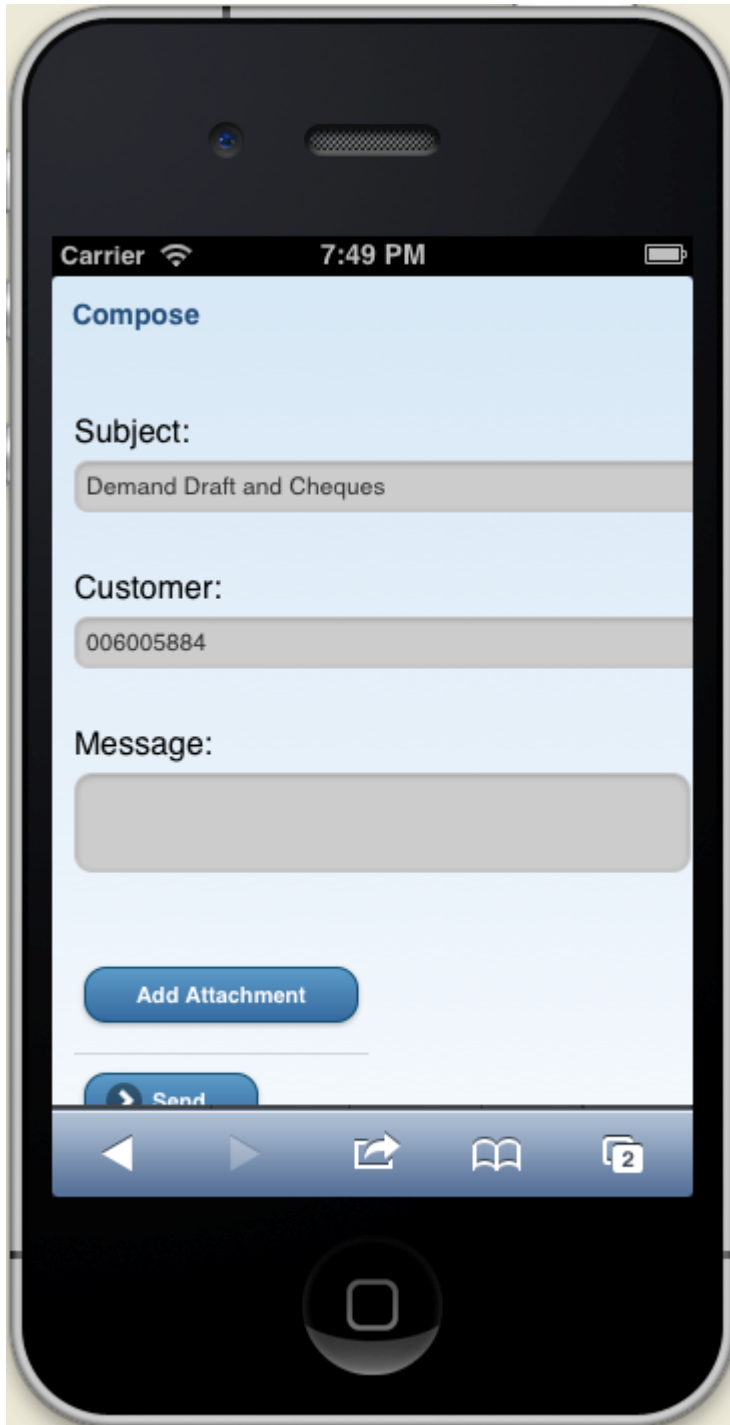 Carrier 7:49 PM
Compose
Subject:
Demand Draft and Cheques
Customer:
006005884
Message:
Add Attachment
Send
2